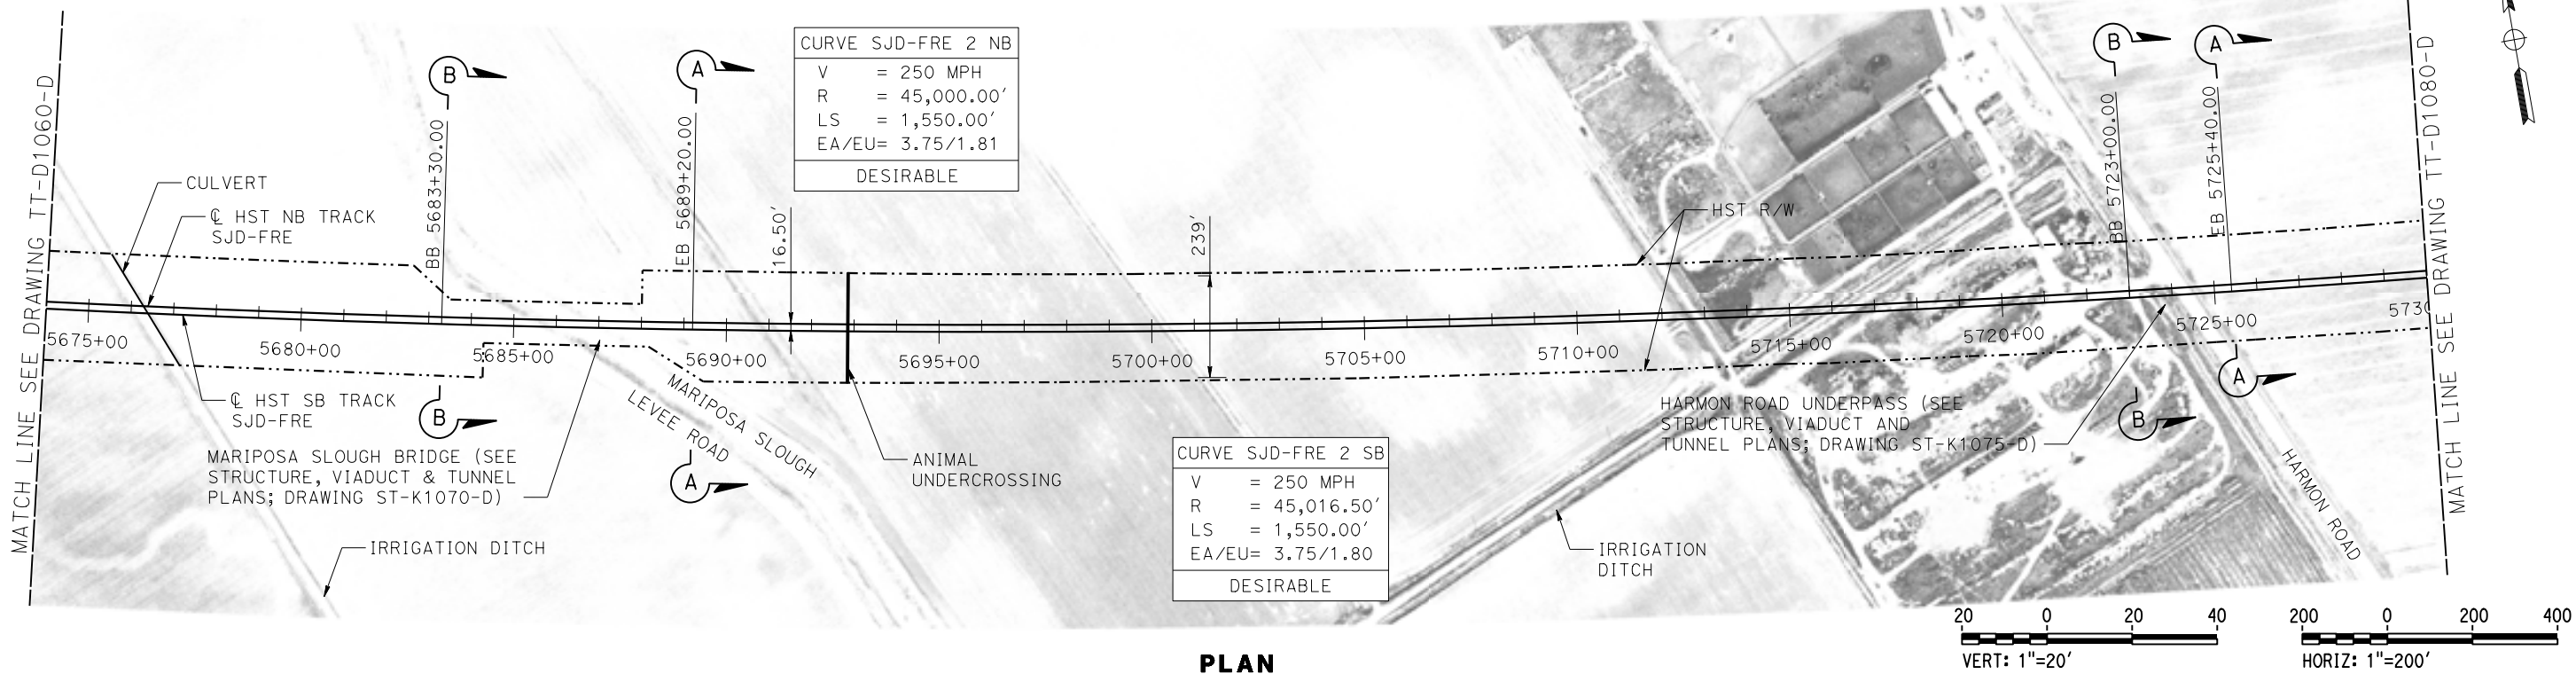 MATCH LINE SEE DRAWING TT-D1060-D
CULVERT
℄ HST NB TRACK
SJD-FRE
B
BB 5683+30.00
A
EB 5689+20.00
16.50'
CURVE SJD-FRE 2 NB
V = 250 MPH
R = 45,000.00'
LS = 1,550.00'
EA/EU= 3.75/1.81
DESIRABLE
239'
HST R/W
B
BB 5723+00.00
A
EB 5725+40.00
MATCH LINE SEE DRAWING TT-D1080-D
5675+00
5680+00
5685+00
5690+00
5695+00
5700+00
5705+00
5710+00
5715+00
5720+00
5725+00
5730
℄ HST SB TRACK
SJD-FRE
B
MARIPOSA SLOUGH BRIDGE (SEE
STRUCTURE, VIADUCT & TUNNEL
PLANS; DRAWING ST-K1070-D)
IRRIGATION DITCH
MARIPOSA SLOUGH
LEVEE ROAD
A
ANIMAL
UNDERCROSSING
CURVE SJD-FRE 2 SB
V = 250 MPH
R = 45,016.50'
LS = 1,550.00'
EA/EU= 3.75/1.80
DESIRABLE
IRRIGATION
DITCH
HARMON ROAD UNDERPASS (SEE
STRUCTURE, VIADUCT AND
TUNNEL PLANS; DRAWING ST-K1075-D)
B
A
HARMON ROAD
20 0 20 40
VERT: 1"=20'
200 0 200 400
HORIZ: 1"=200'
PLAN